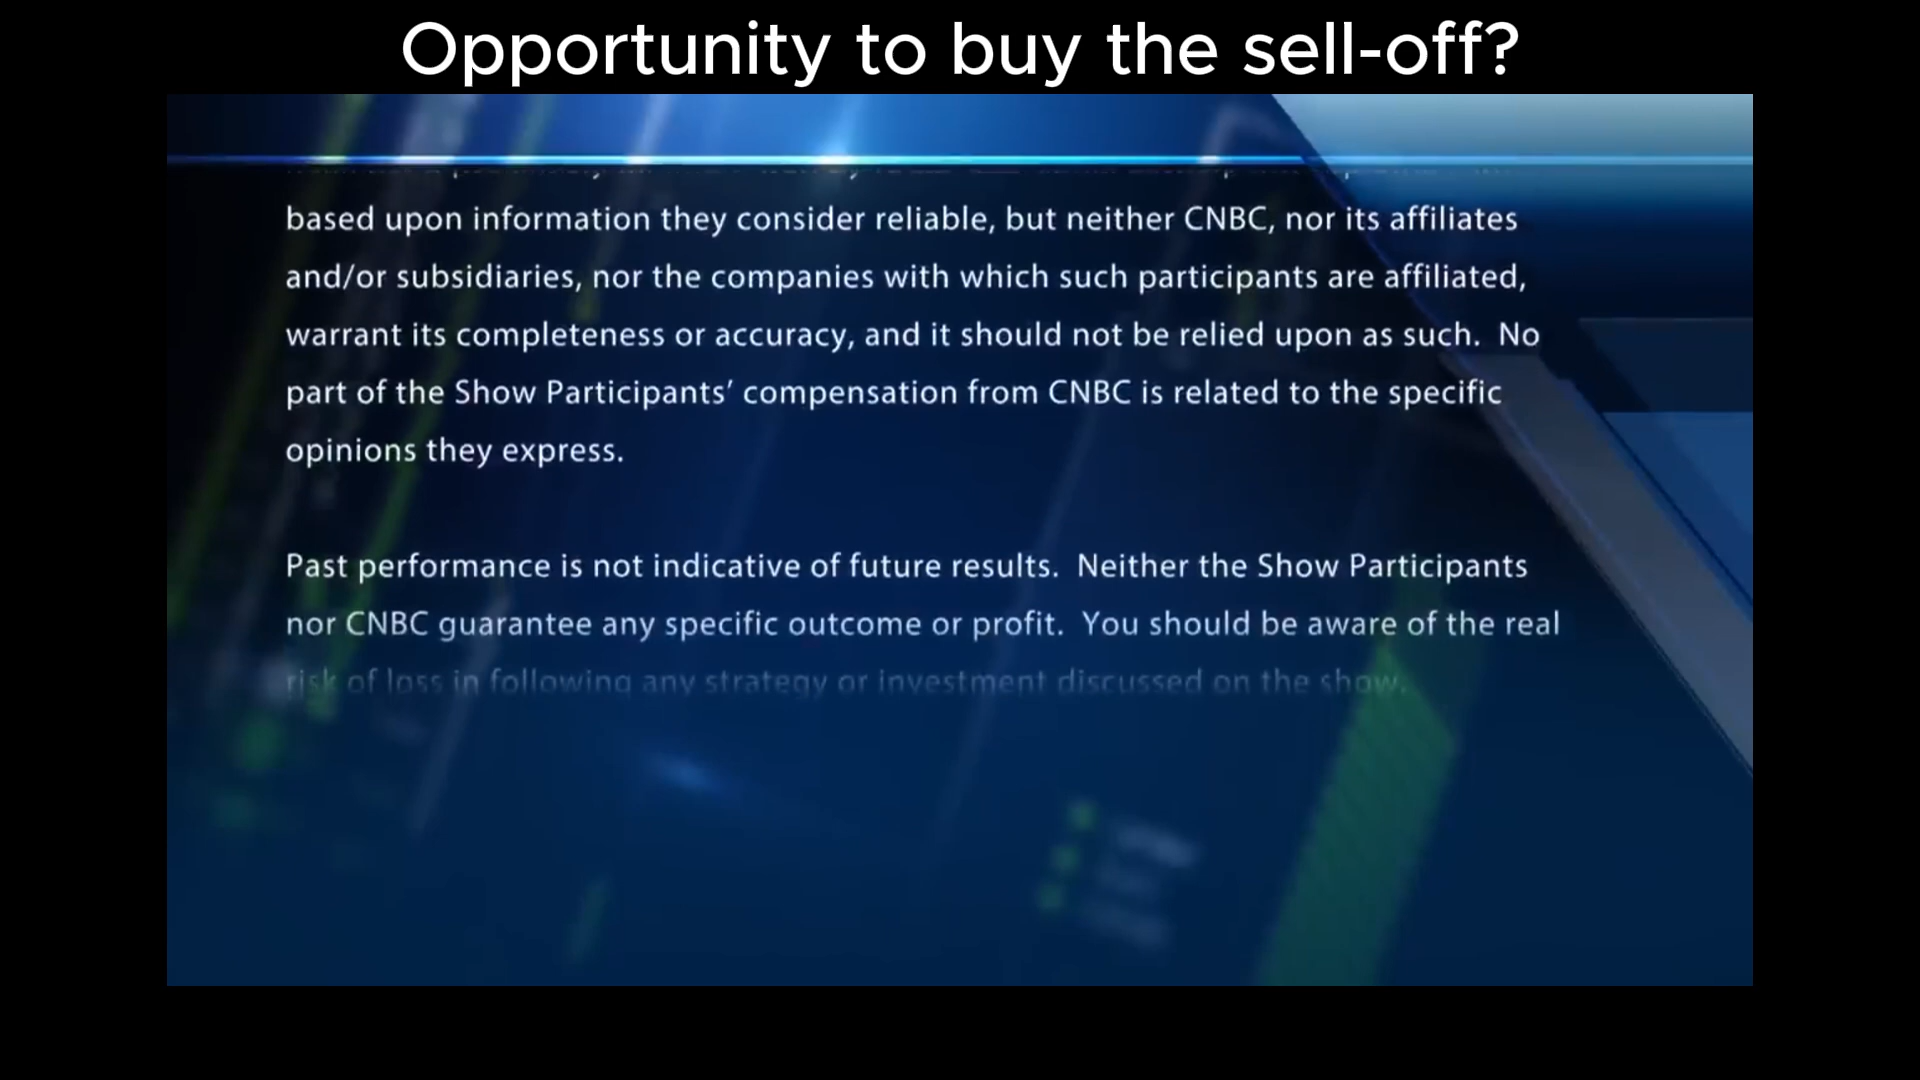 Opportunity to buy the sell-off?
based upon information they consider reliable, but neither CNBC, nor its affiliates
and/or subsidiaries, nor the companies with which such participants are affiliated,
warrant its completeness or accuracy, and it should not be relied upon as such.  No
part of the Show Participants’ compensation from CNBC is related to the specific
opinions they express.
Past performance is not indicative of future results.  Neither the Show Participants
nor CNBC guarantee any specific outcome or profit.  You should be aware of the real
risk of loss in following any strategy or investment discussed on the show.